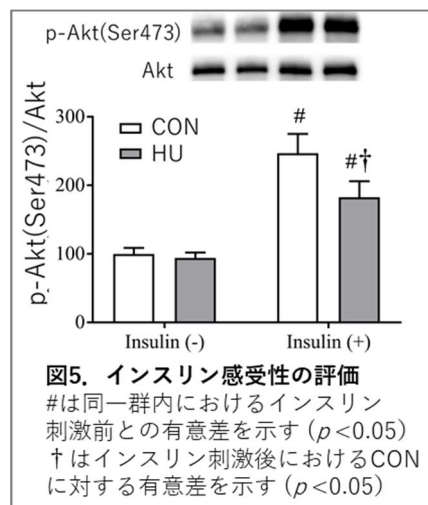 p-Akt(Ser473)
Akt
p-Akt(Ser473)/Akt
300
200
100
0
CON
HU
#
#†
Insulin (-)
Insulin (+)
図5. インスリン感受性の評価
#は同一群内におけるインスリン
刺激前との有意差を示す (p<0.05)
†はインスリン刺激後におけるCON
に対する有意差を示す (p<0.05)